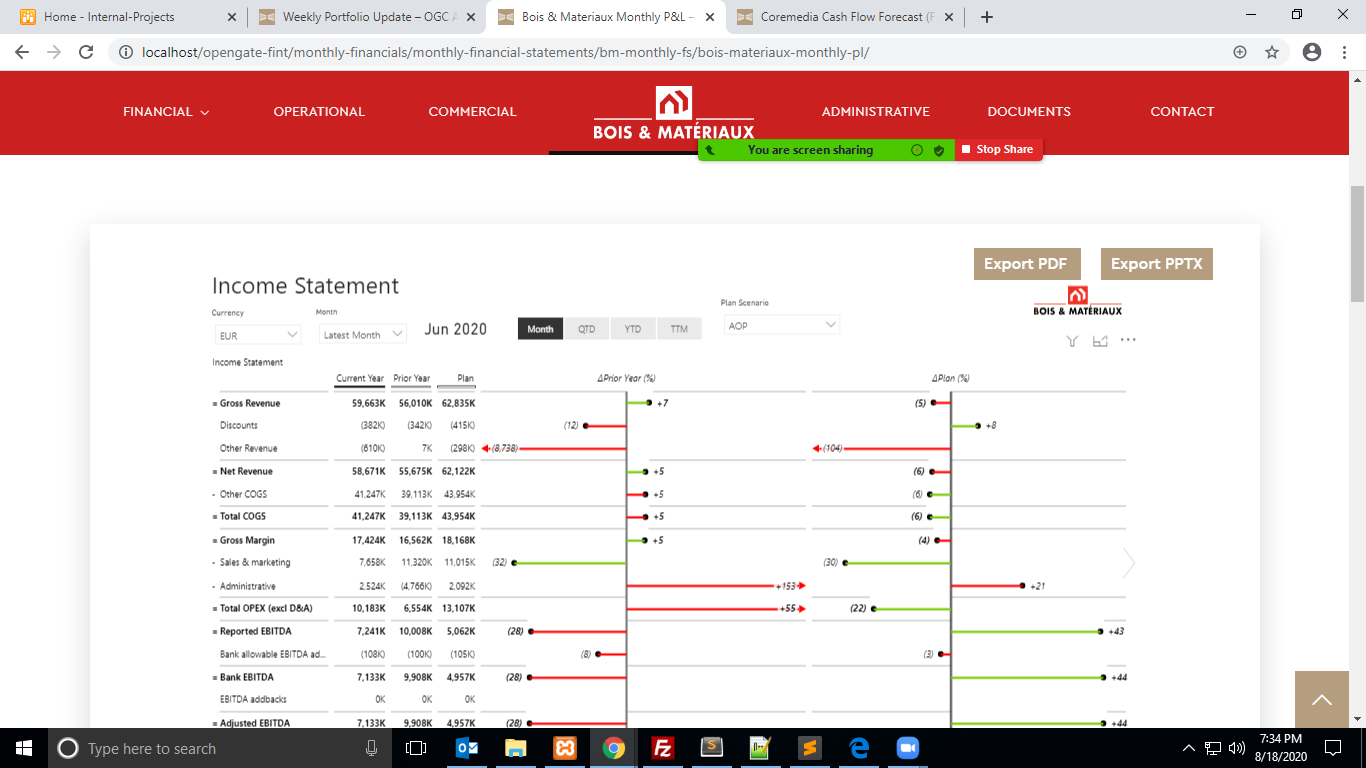 Home - Internal-Projects
Weekly Portfolio Update – OGC A
Bois & Materiaux Monthly P&L –
Coremedia Cash Flow Forecast (F
localhost/opengate-fint/monthly-financials/monthly-financial-statements/bm-monthly-fs/bois-materiaux-monthly-pl/
FINANCIAL OPERATIONAL COMMERCIAL BOIS & MATÉRIAUX ADMINISTRATIVE DOCUMENTS CONTACT
You are screen sharing Stop Share
Export PDF Export PPTX
Income Statement
BOIS & MATÉRIAUX
Currency Month Plan Scenario
EUR Latest Month Jun 2020 Month QTD YTD TTM AOP
Income Statement
Current Year Prior Year Plan ΔPrior Year (%) ΔPlan (%)
= Gross Revenue 59,663K 56,010K 62,835K +7 (5)
Discounts (382K) (342K) (415K) (12) +8
Other Revenue (610K) 7K (298K) (8,738) (104)
= Net Revenue 58,671K 55,675K 62,122K +5 (6)
- Other COGS 41,247K 39,113K 43,954K +5 (6)
= Total COGS 41,247K 39,113K 43,954K +5 (6)
= Gross Margin 17,424K 16,562K 18,168K +5 (4)
- Sales & marketing 7,658K 11,320K 11,015K (32) (30)
- Administrative 2,524K (4,766K) 2,092K +153 +21
= Total OPEX (excl D&A) 10,183K 6,554K 13,107K +55 (22)
= Reported EBITDA 7,241K 10,008K 5,062K (28) +43
Bank allowable EBITDA ad... (108K) (100K) (105K) (8) (3)
= Bank EBITDA 7,133K 9,908K 4,957K (28) +44
EBITDA addbacks 0K 0K 0K
= Adjusted EBITDA 7,133K 9,908K 4,957K (28) +44
Type here to search
7:34 PM
8/18/2020